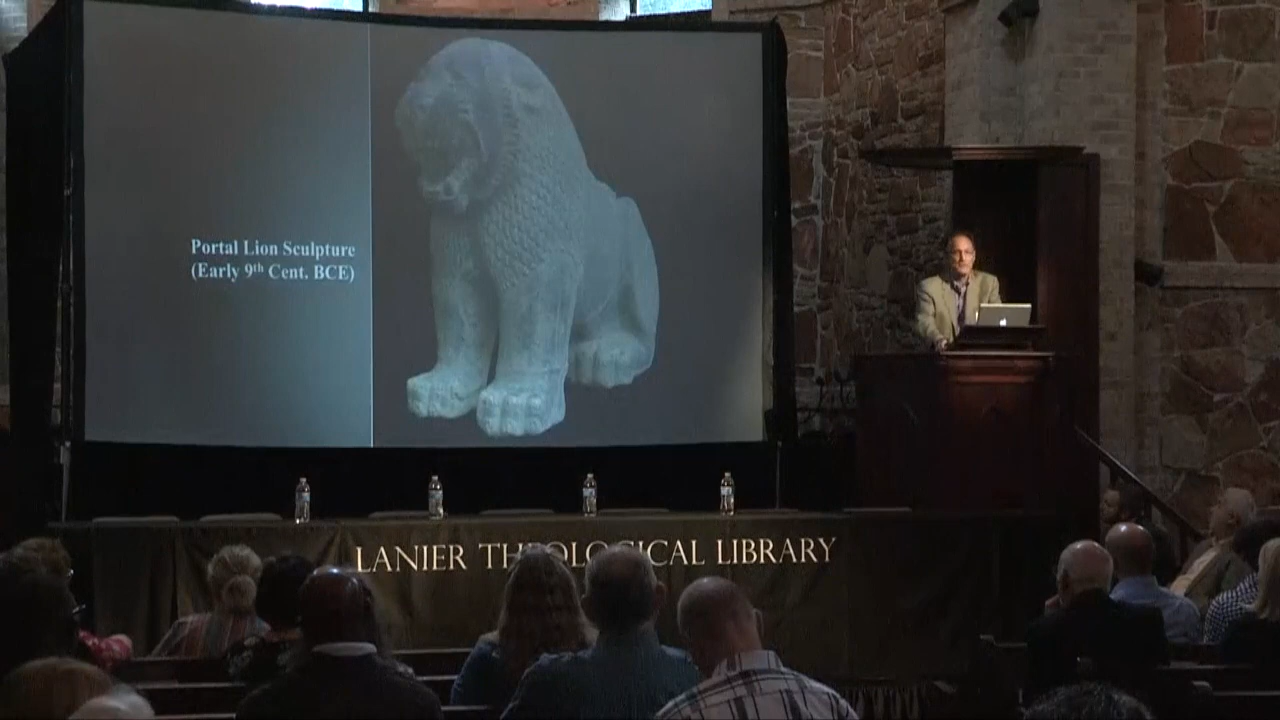 Portal Lion Sculpture
(Early 9th Cent. BCE)
LANIER THEOLOGICAL LIBRARY